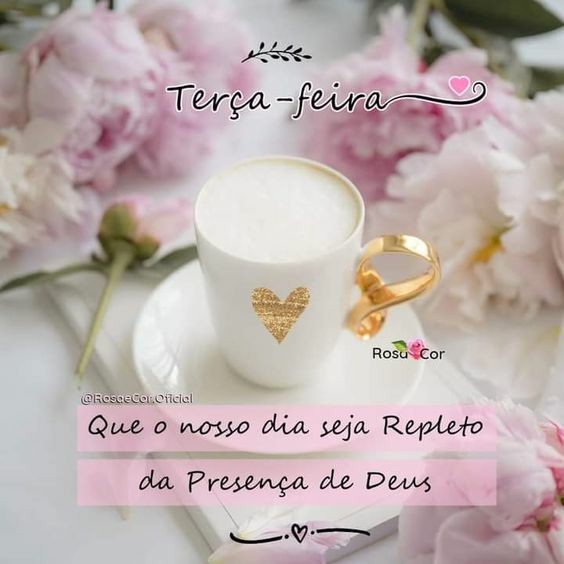 Terça-feira
Rosa Cor
@RosaeCor.Oficial
Que o nosso dia seja Repleto
da Presença de Deus